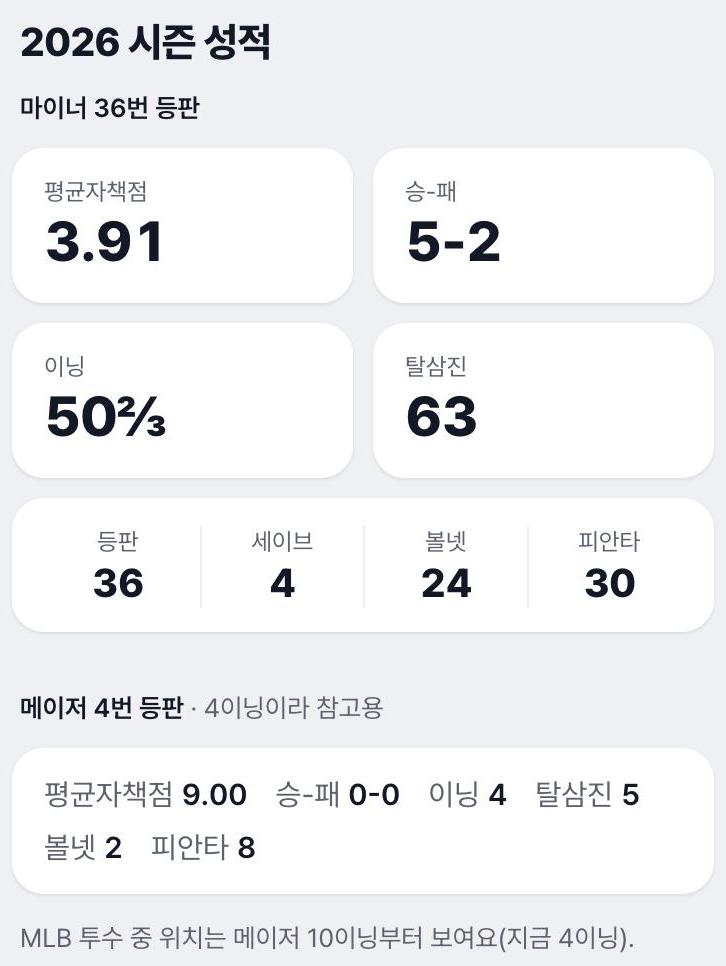 2026 시즌 성적
마이너 36번 등판
평균자책점
3.91
승-패
5-2
이닝
50⅔
탈삼진
63
등판
36
세이브
4
볼넷
24
피안타
30
메이저 4번 등판 · 4이닝이라 참고용
평균자책점 9.00 승-패 0-0 이닝 4 탈삼진 5
볼넷 2 피안타 8
MLB 투수 중 위치는 메이저 10이닝부터 보여요(지금 4이닝).